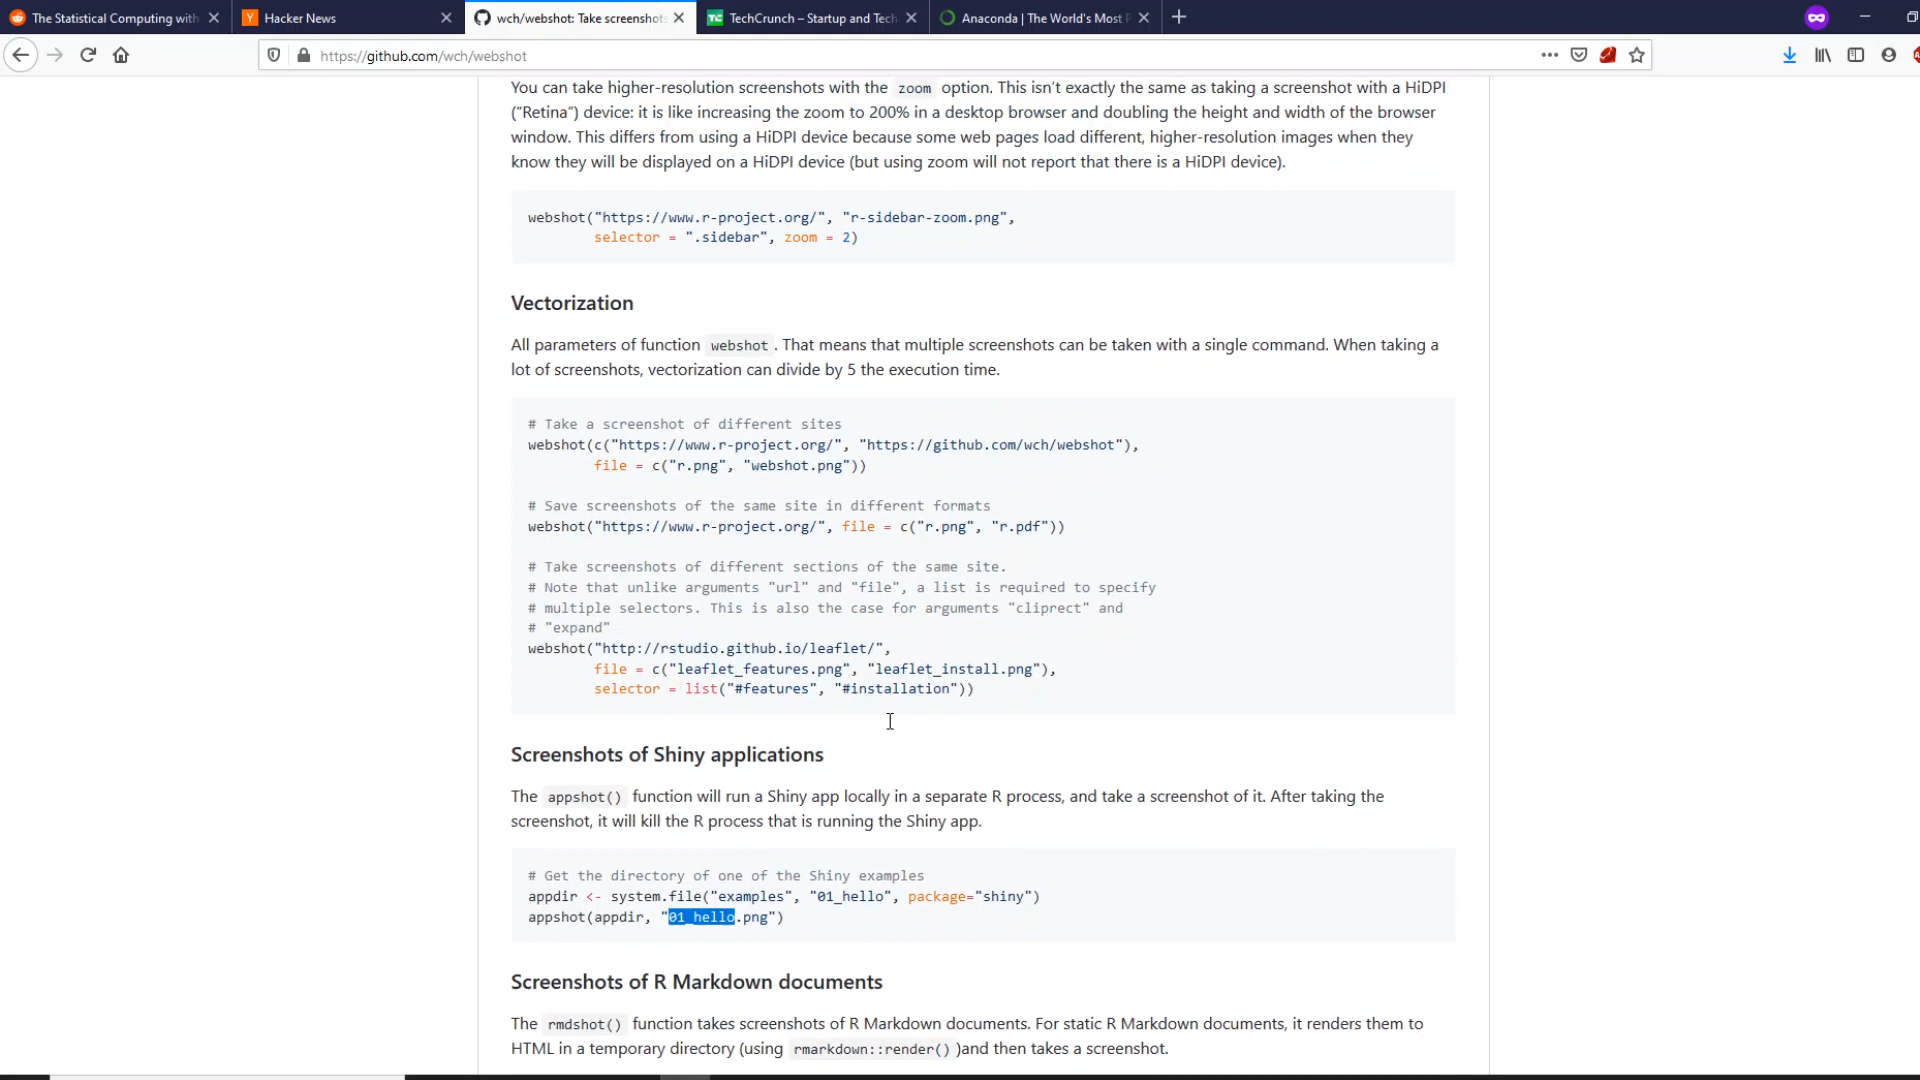 The Statistical Computing with
Hacker News
wch/webshot: Take screenshots
TechCrunch – Startup and Tech
Anaconda | The World's Most P
https://github.com/wch/webshot
You can take higher-resolution screenshots with the zoom option. This isn’t exactly the same as taking a screenshot with a HiDPI
(“Retina”) device: it is like increasing the zoom to 200% in a desktop browser and doubling the height and width of the browser
window. This differs from using a HiDPI device because some web pages load different, higher-resolution images when they
know they will be displayed on a HiDPI device (but using zoom will not report that there is a HiDPI device).
webshot("https://www.r-project.org/", "r-sidebar-zoom.png",
selector = ".sidebar", zoom = 2)
Vectorization
All parameters of function webshot . That means that multiple screenshots can be taken with a single command. When taking a
lot of screenshots, vectorization can divide by 5 the execution time.
# Take a screenshot of different sites
webshot(c("https://www.r-project.org/", "https://github.com/wch/webshot"),
file = c("r.png", "webshot.png"))
# Save screenshots of the same site in different formats
webshot("https://www.r-project.org/", file = c("r.png", "r.pdf"))
# Take screenshots of different sections of the same site.
# Note that unlike arguments "url" and "file", a list is required to specify
# multiple selectors. This is also the case for arguments "cliprect" and
# "expand"
webshot("http://rstudio.github.io/leaflet/",
file = c("leaflet_features.png", "leaflet_install.png"),
selector = list("#features", "#installation"))
Screenshots of Shiny applications
The appshot() function will run a Shiny app locally in a separate R process, and take a screenshot of it. After taking the
screenshot, it will kill the R process that is running the Shiny app.
# Get the directory of one of the Shiny examples
appdir <- system.file("examples", "01_hello", package="shiny")
appshot(appdir, "01_hello.png")
Screenshots of R Markdown documents
The rmdshot() function takes screenshots of R Markdown documents. For static R Markdown documents, it renders them to
HTML in a temporary directory (using rmarkdown::render() )and then takes a screenshot.